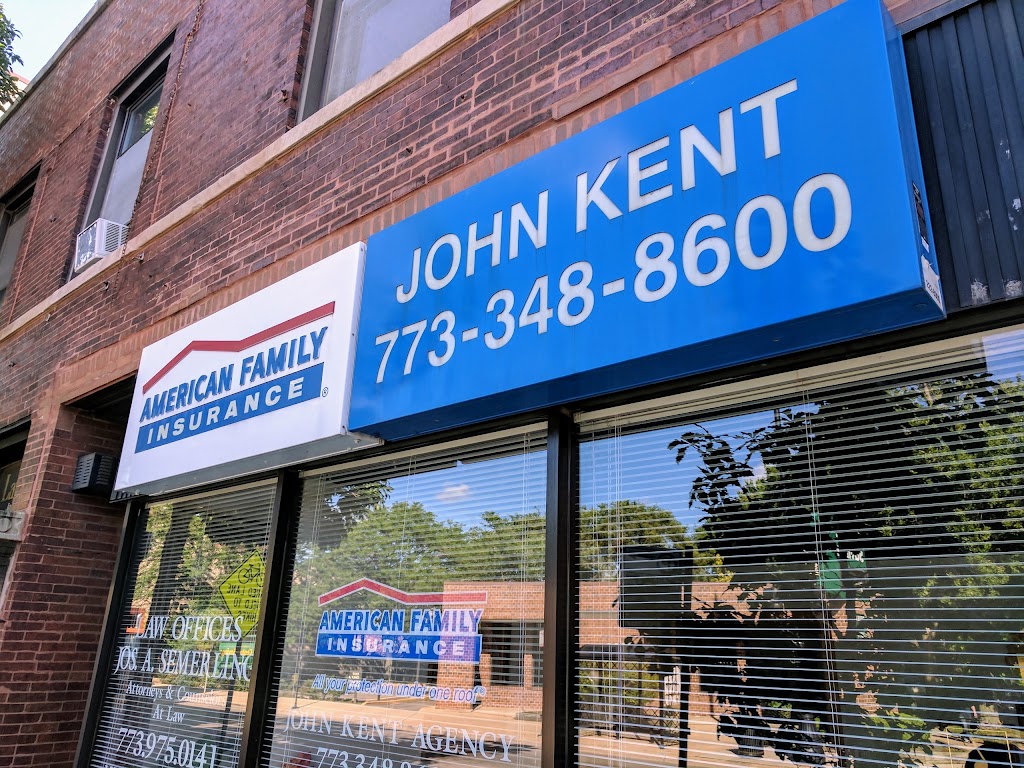 JOHN KENT
773-348-8600
AMERICAN FAMILY
INSURANCE ®
LAW OFFICES
JOS. A. SEMERLING
Attorneys &
At Law
773.975.0141
AMERICAN FAMILY
INSURANCE
All your protection under one roof®
JOHN KENT AGENCY